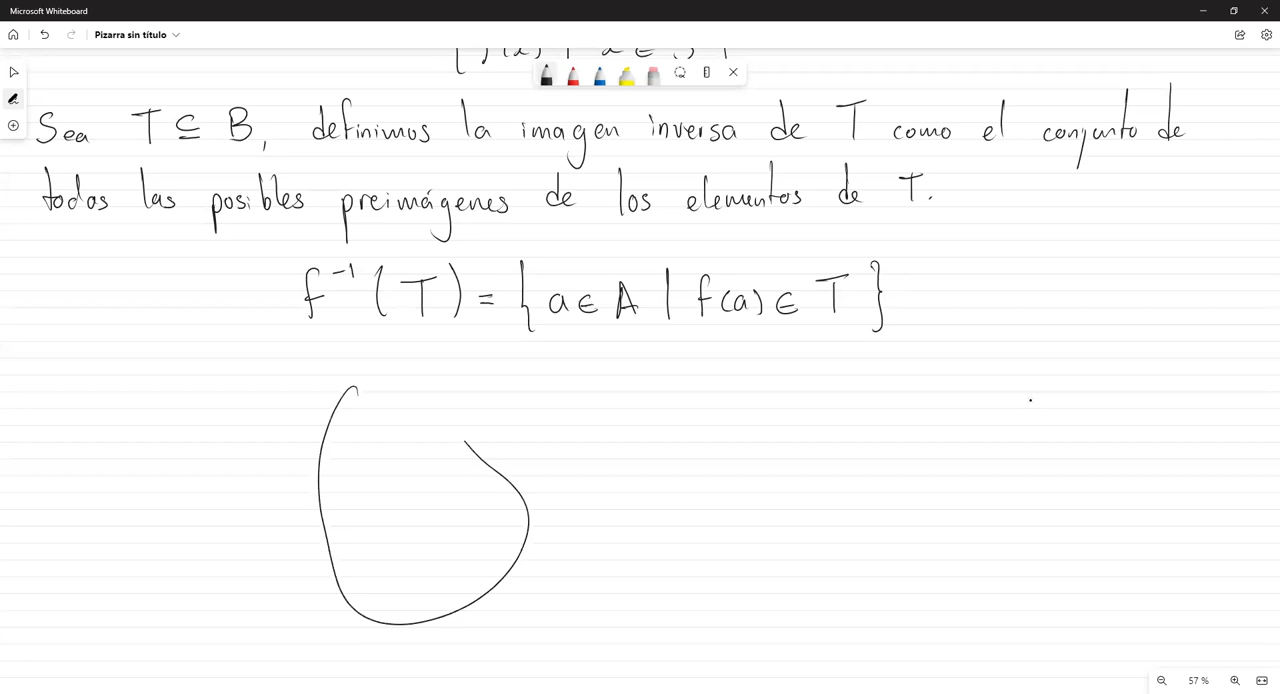 Microsoft Whiteboard
Pizarra sin título
Sea T ⊆ B, definimos la imagen inversa de T como el conjunto de
todas las posibles preimágenes de los elementos de T.
f⁻¹(T) = { a ∈ A | f(a) ∈ T }
57 %